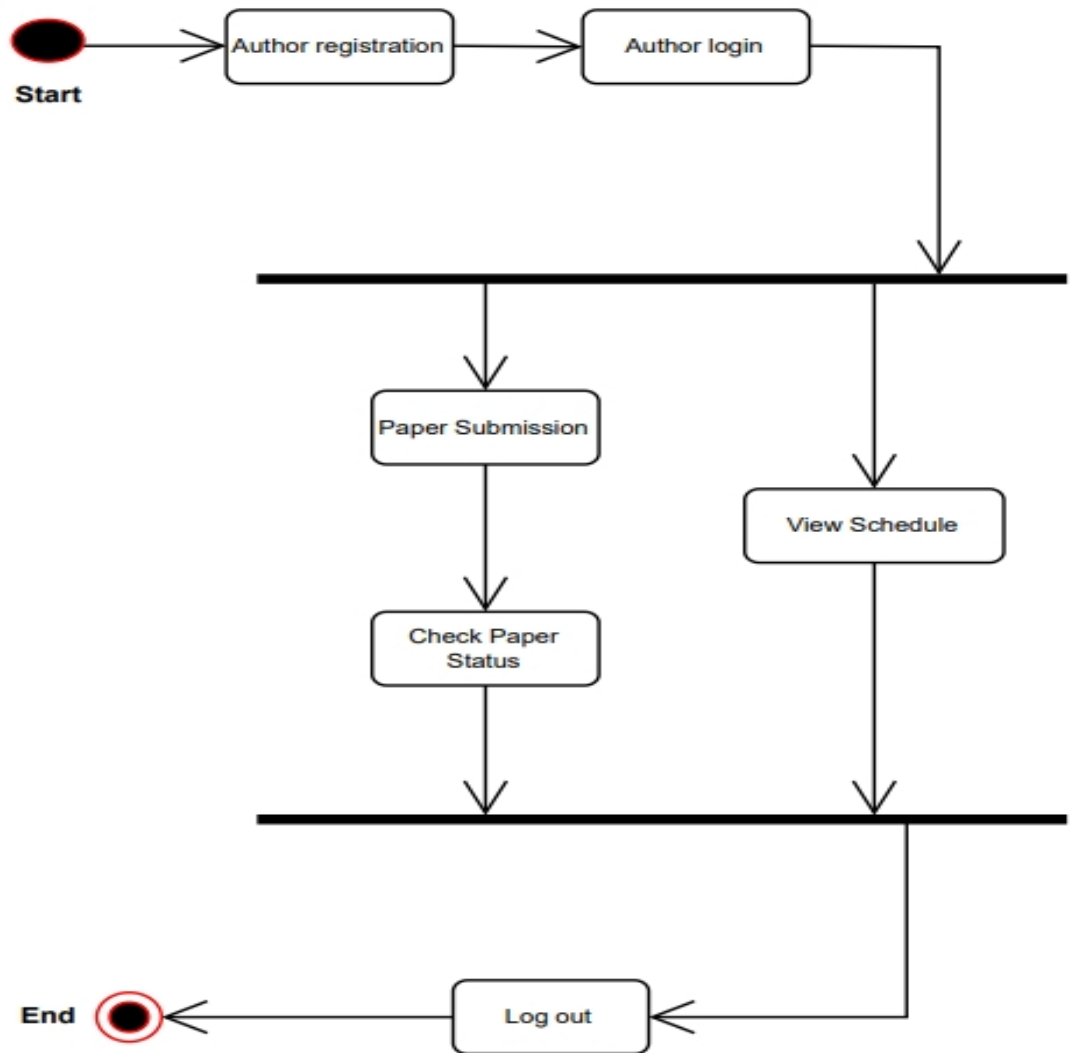 Author registration
Author login
Start
Paper Submission
View Schedule
Check Paper
Status
End
Log out